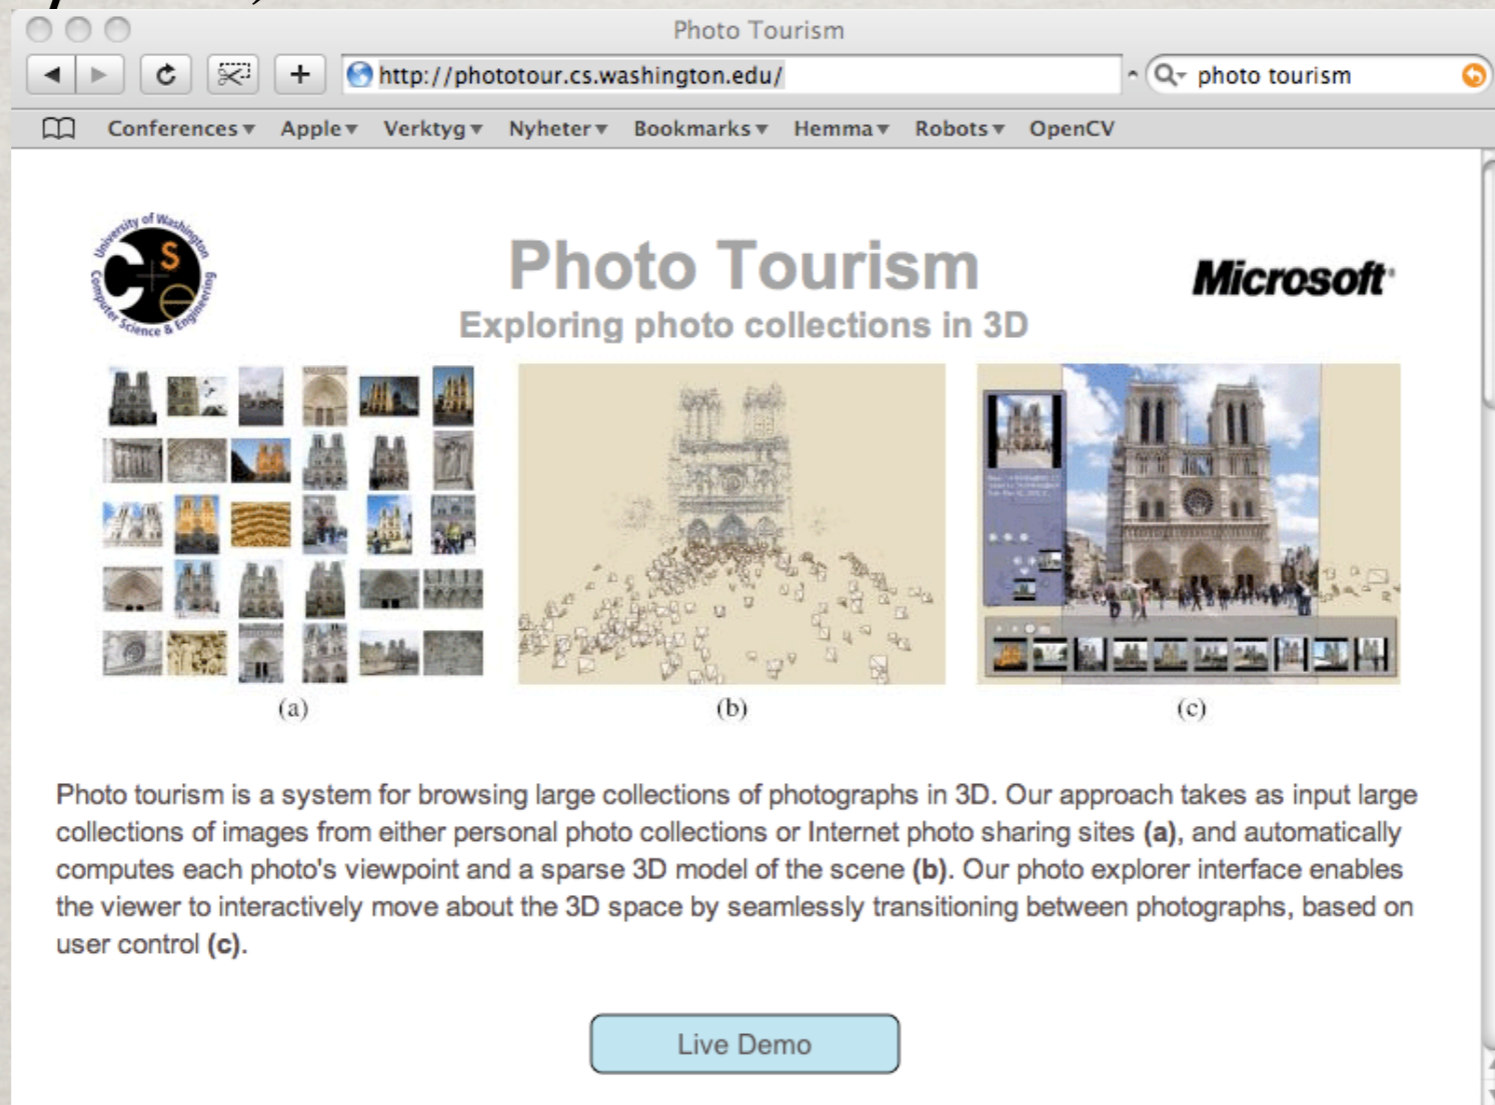 Photo Tourism
http://phototour.cs.washington.edu/
photo tourism
Conferences Apple Verktyg Nyheter Bookmarks Hemma Robots OpenCV
University of Washington
Computer Science & Engineering
CSE
Photo Tourism
Microsoft
Exploring photo collections in 3D
(a) (b) (c)
Photo tourism is a system for browsing large collections of photographs in 3D. Our approach takes as input large
collections of images from either personal photo collections or Internet photo sharing sites (a), and automatically
computes each photo's viewpoint and a sparse 3D model of the scene (b). Our photo explorer interface enables
the viewer to interactively move about the 3D space by seamlessly transitioning between photographs, based on
user control (c).
Live Demo